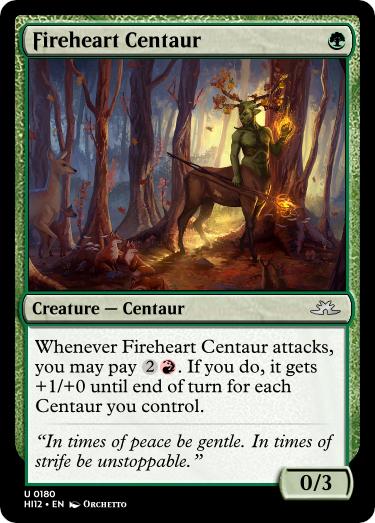 Fireheart Centaur
Creature — Centaur
Whenever Fireheart Centaur attacks,
you may pay 2 R. If you do, it gets
+1/+0 until end of turn for each
Centaur you control.
“In times of peace be gentle. In times of
strife be unstoppable.”
0/3
U 0180
HI12 • EN Orchetto